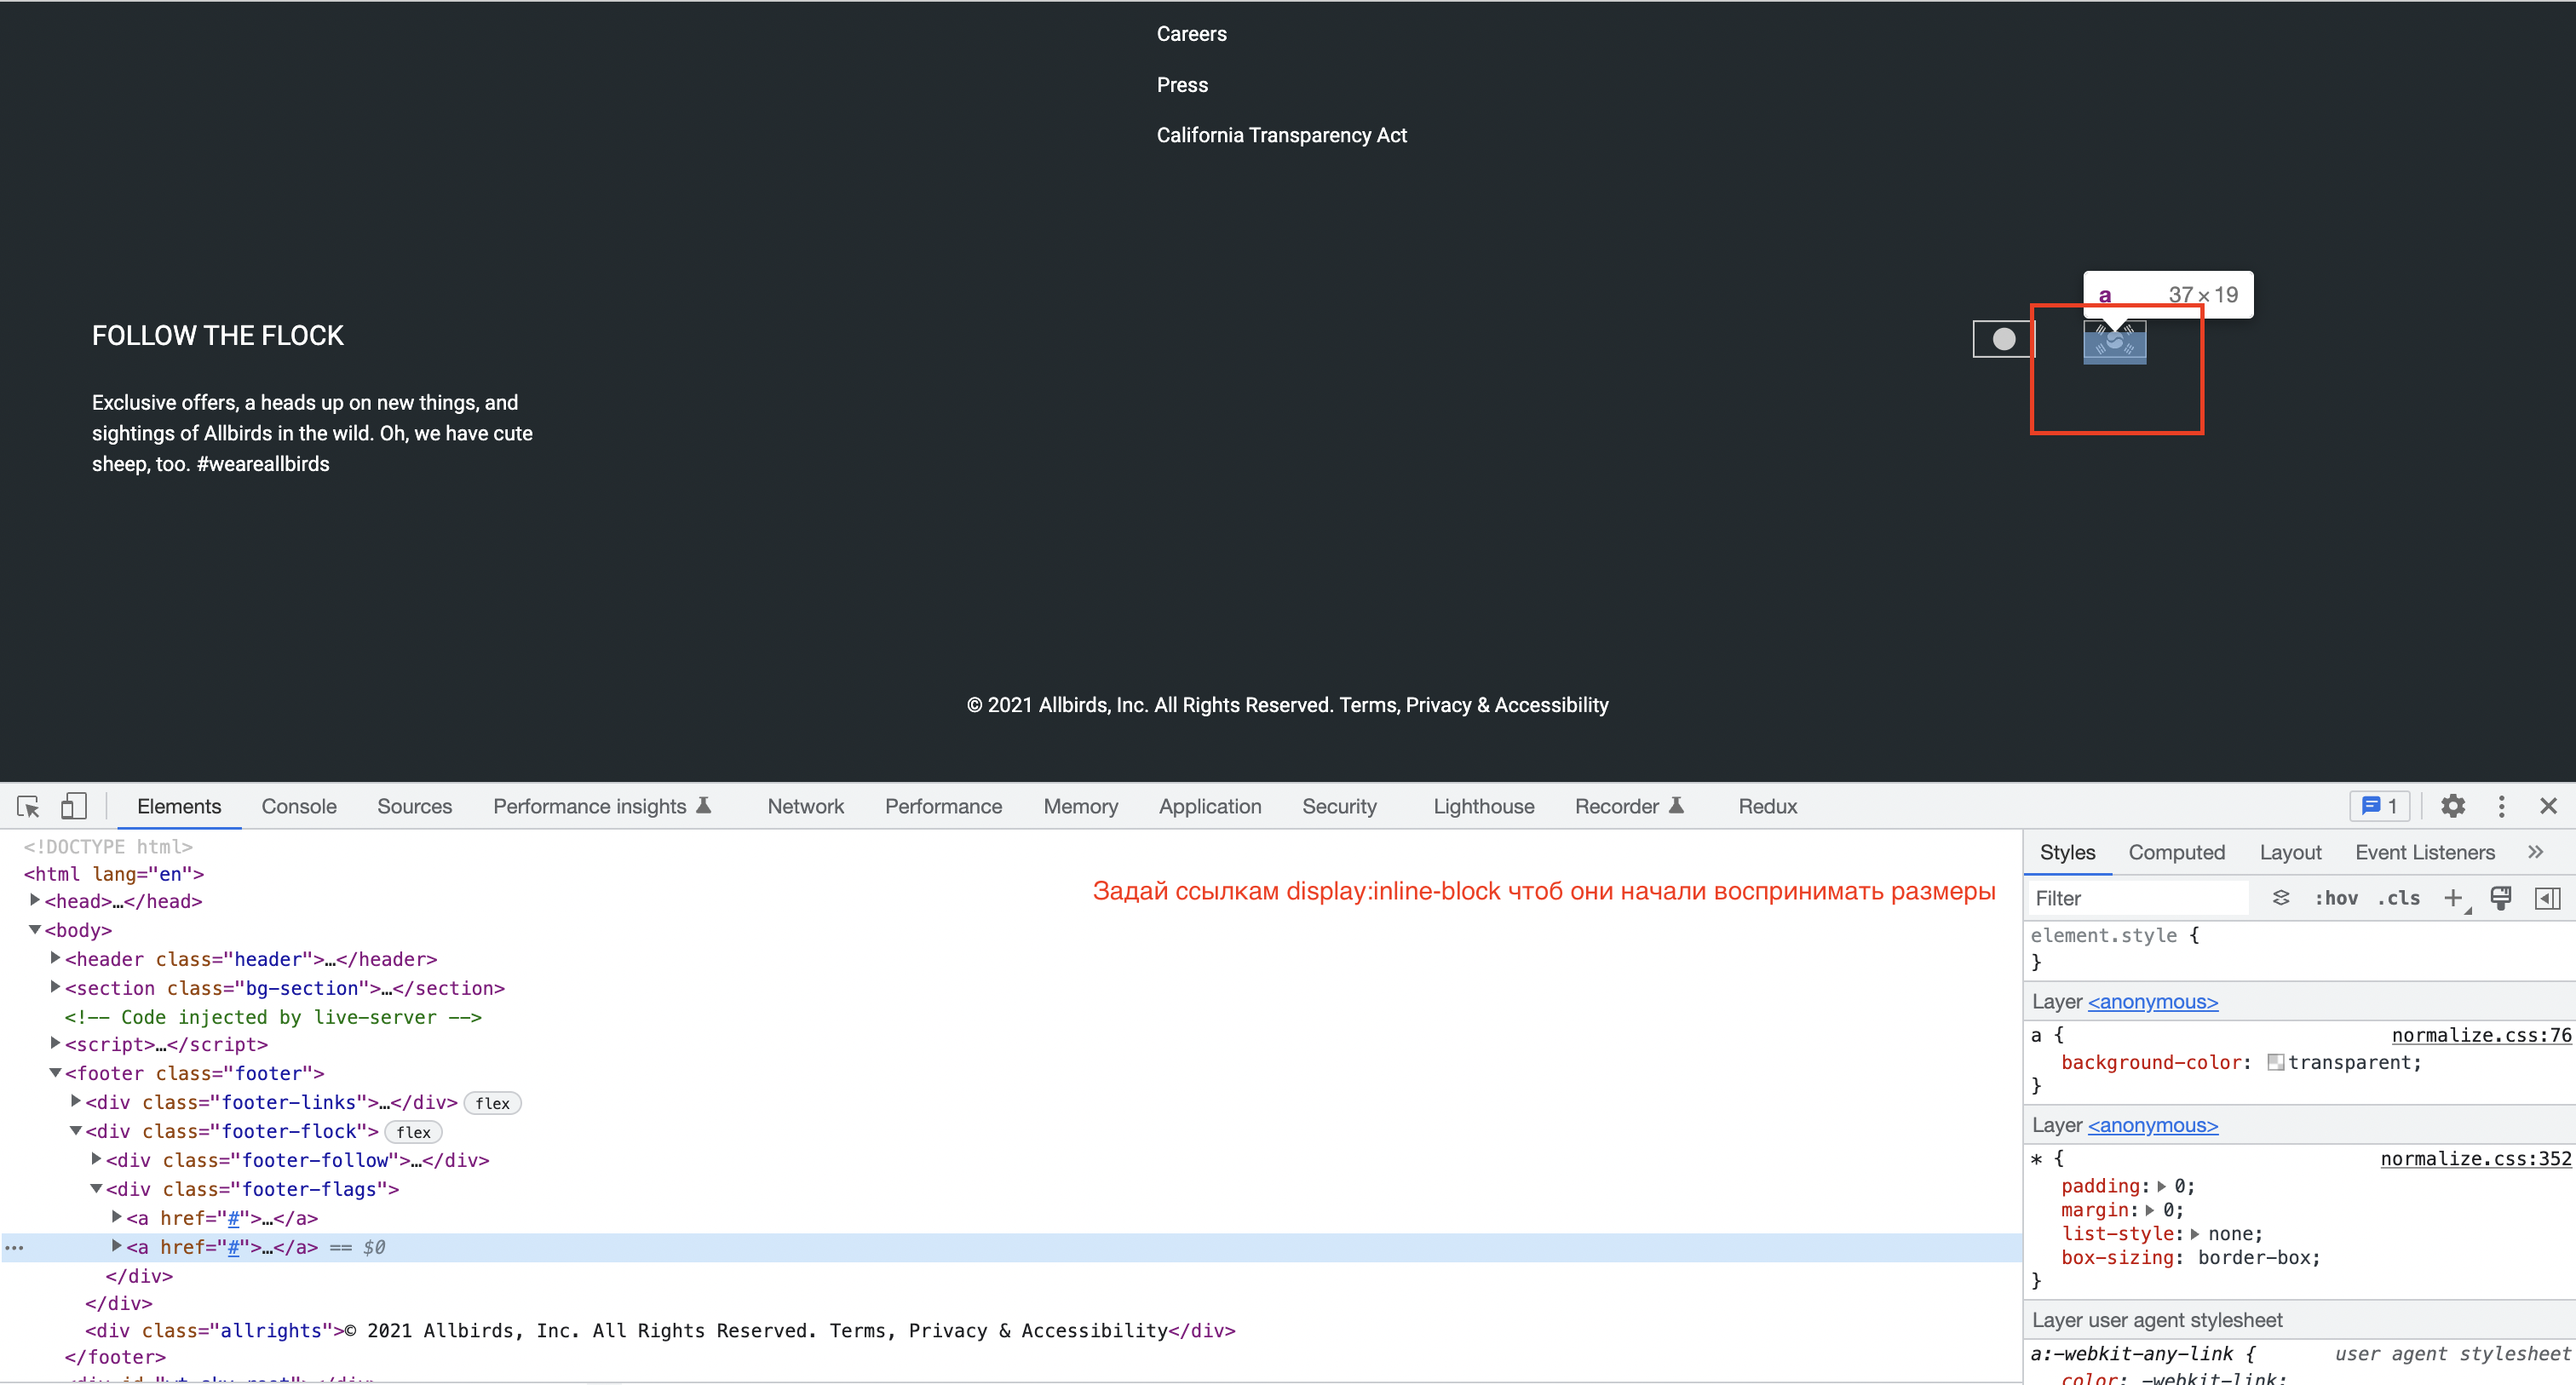 Careers
Press
California Transparency Act
a 37 × 19
FOLLOW THE FLOCK
Exclusive offers, a heads up on new things, and
sightings of Allbirds in the wild. Oh, we have cute
sheep, too. #weareallbirds
© 2021 Allbirds, Inc. All Rights Reserved. Terms, Privacy & Accessibility
Elements Console Sources Performance insights Network Performance Memory Application Security Lighthouse Recorder Redux 1
<!DOCTYPE html>
<html lang="en">
<head>…</head>
<body>
<header class="header">…</header>
<section class="bg-section">…</section>
<!-- Code injected by live-server -->
<script>…</script>
<footer class="footer">
<div class="footer-links">…</div> flex
<div class="footer-flock"> flex
<div class="footer-follow">…</div>
<div class="footer-flags">
<a href="#">…</a>
<a href="#">…</a> == $0
</div>
</div>
<div class="allrights">© 2021 Allbirds, Inc. All Rights Reserved. Terms, Privacy & Accessibility</div>
</footer>
Задай ссылкам display:inline-block чтоб они начали воспринимать размеры
Styles Computed Layout Event Listeners
Filter :hov .cls
element.style {
}
Layer <anonymous>
a { normalize.css:76
background-color: transparent;
}
Layer <anonymous>
* { normalize.css:352
padding: 0;
margin: 0;
list-style: none;
box-sizing: border-box;
}
Layer user agent stylesheet
a:-webkit-any-link { user agent stylesheet
color: -webkit-link;